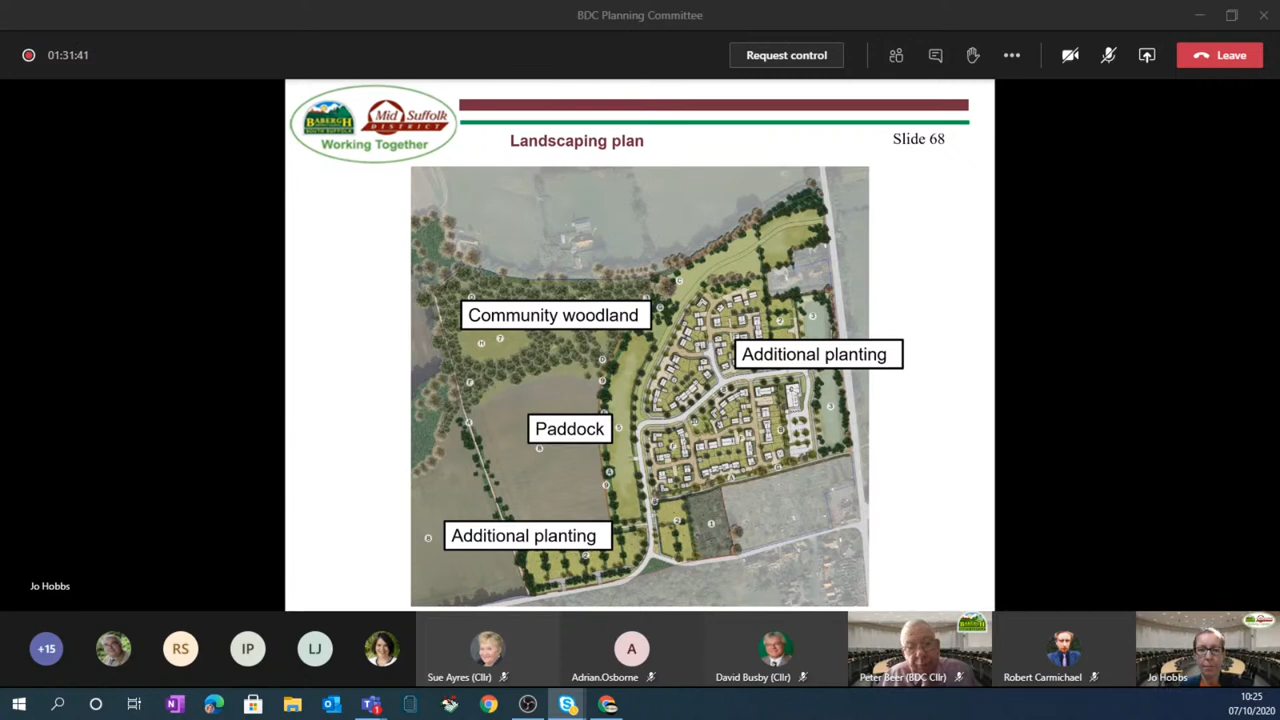 BDC Planning Committee
01:31:41
Request control
Leave
BABERGH
SOUTH SUFFOLK
Mid Suffolk
DISTRICT
Working Together
Landscaping plan
Slide 68
Community woodland
Additional planting
Paddock
Additional planting
Jo Hobbs
+15
RS
IP
LJ
A
Sue Ayres (Cllr)
Adrian.Osborne
David Busby (Cllr)
Peter Beer (BDC Cllr)
Robert Carmichael
Jo Hobbs
10:25
07/10/2020